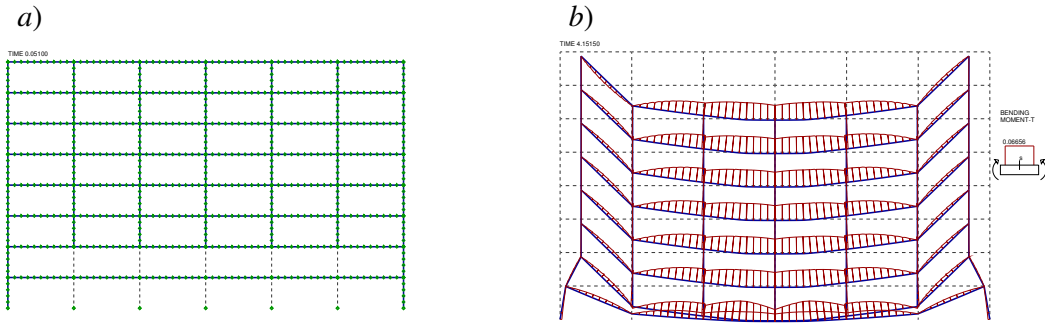 a)
TIME 0.05100
b)
TIME 4.15150
BENDING
MOMENT-T
0.06656
s